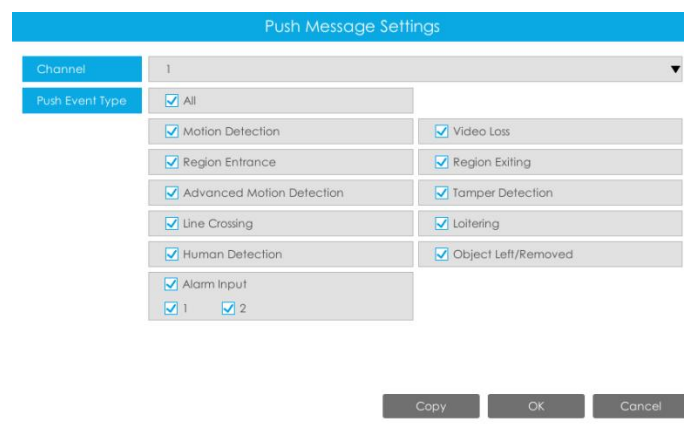 Push Message Settings
Channel 1
Push Event Type All
Motion Detection Video Loss
Region Entrance Region Exiting
Advanced Motion Detection Tamper Detection
Line Crossing Loitering
Human Detection Object Left/Removed
Alarm Input
1 2
Copy OK Cancel